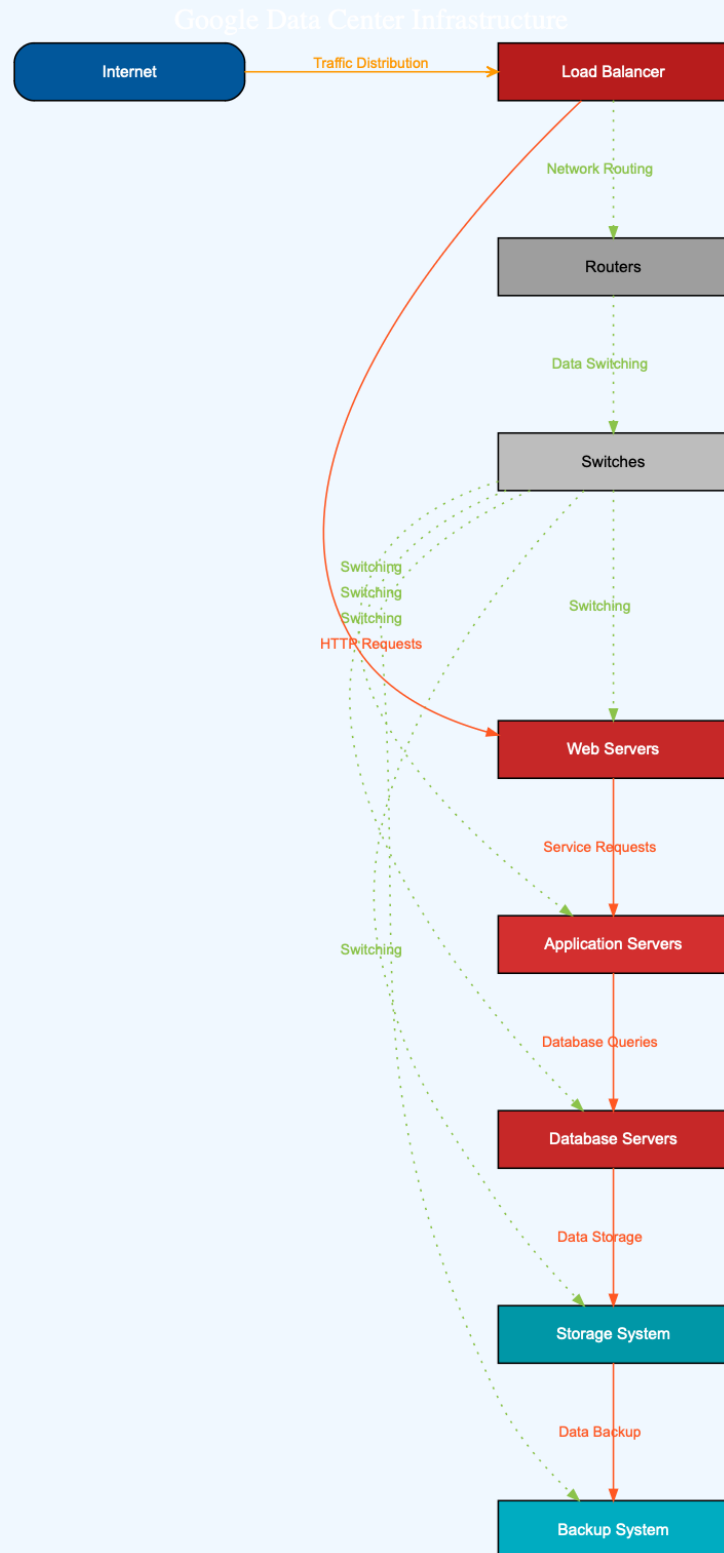 Google Data Center Infrastructure
Internet
Traffic Distribution
Load Balancer
Network Routing
Routers
Data Switching
Switches
Switching
Switching
Switching
Switching
HTTP Requests
Web Servers
Service Requests
Application Servers
Switching
Database Queries
Database Servers
Data Storage
Storage System
Data Backup
Backup System